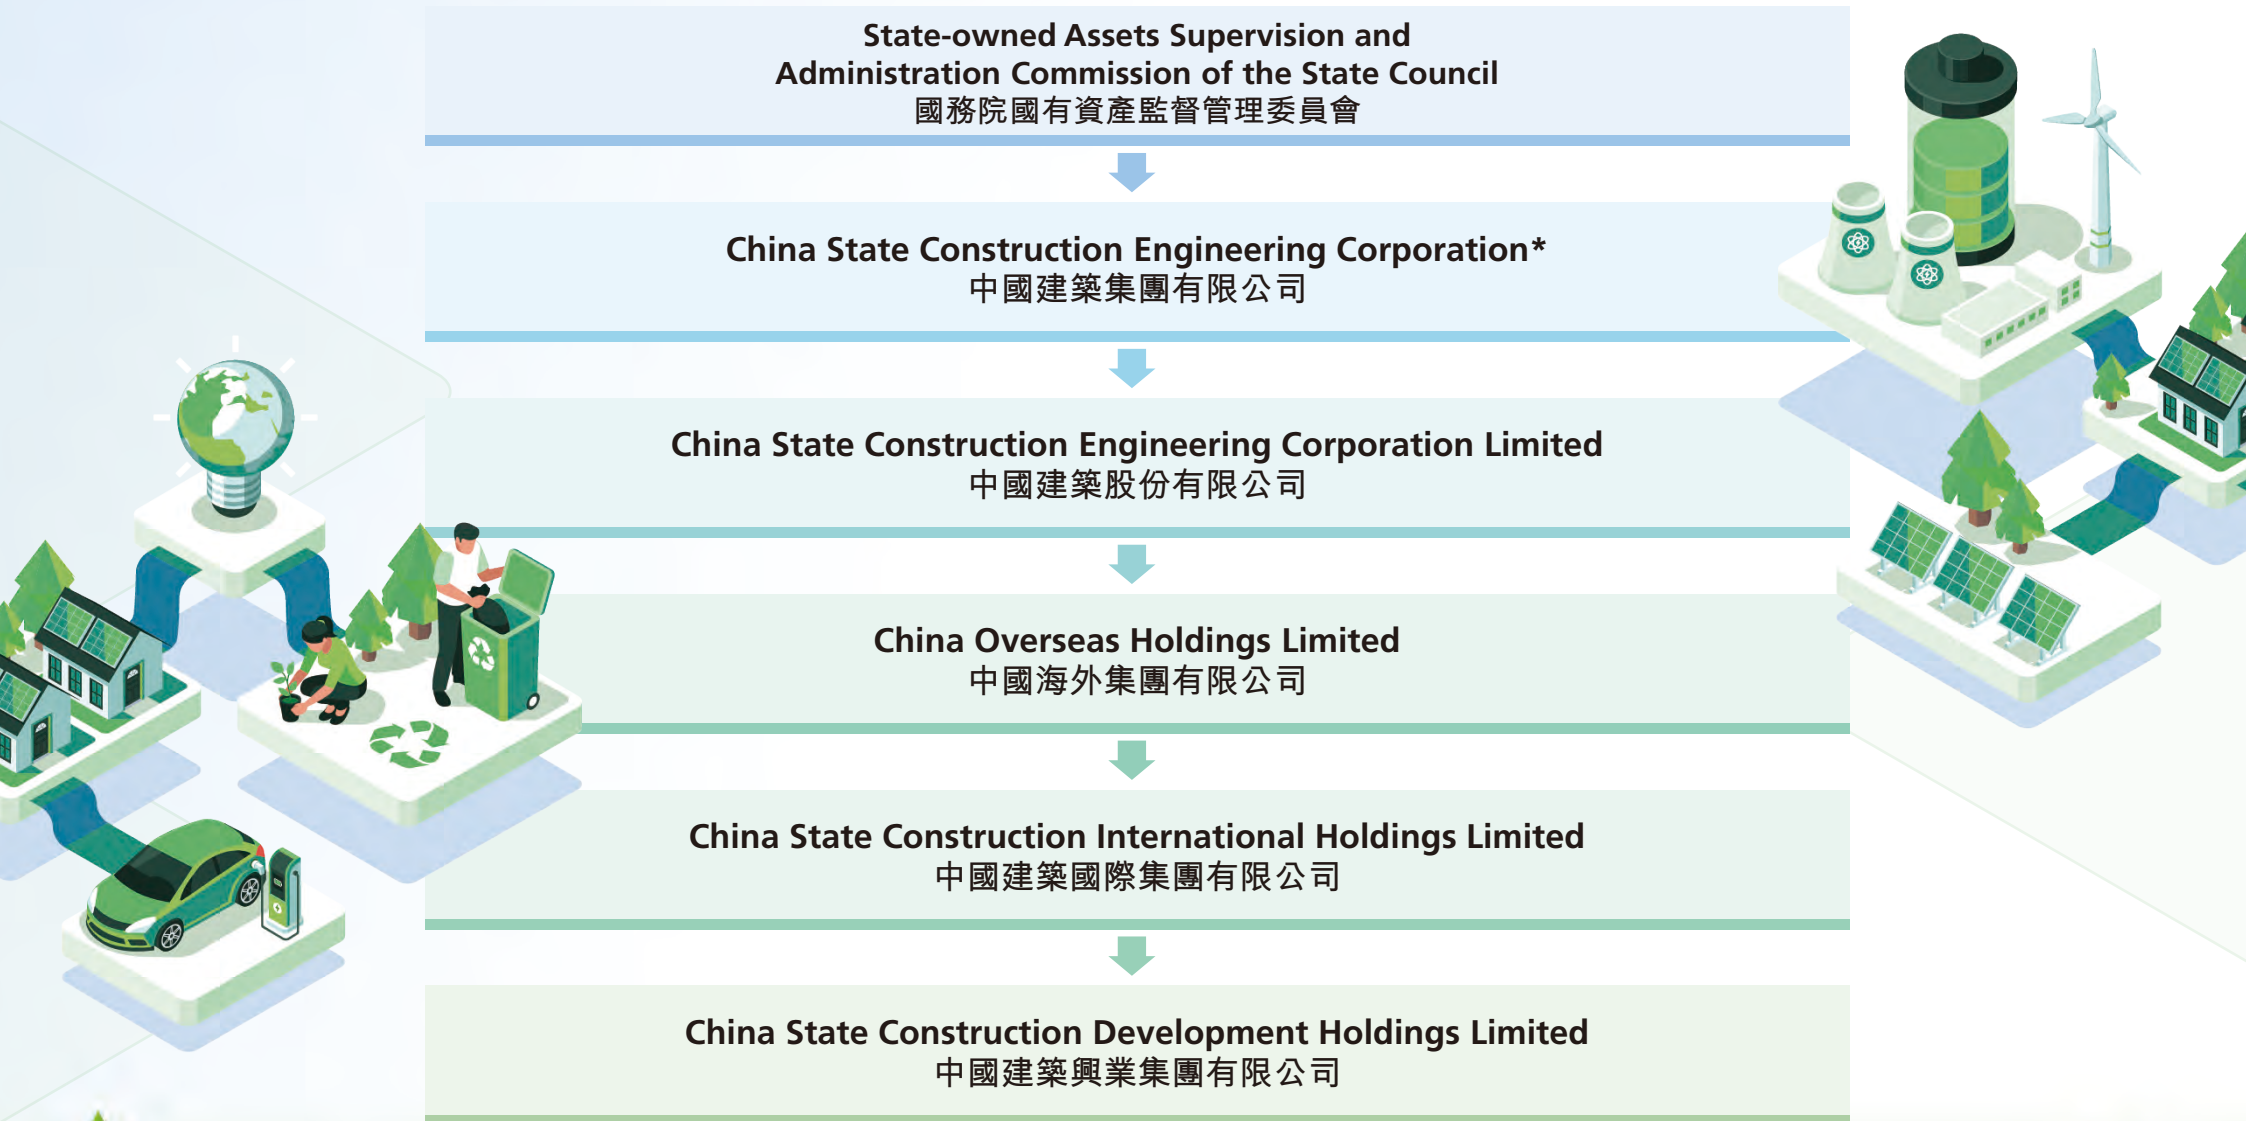 State-owned Assets Supervision and
Administration Commission of the State Council
國務院國有資產監督管理委員會
China State Construction Engineering Corporation*
中國建築集團有限公司
China State Construction Engineering Corporation Limited
中國建築股份有限公司
China Overseas Holdings Limited
中國海外集團有限公司
China State Construction International Holdings Limited
中國建築國際集團有限公司
China State Construction Development Holdings Limited
中國建築興業集團有限公司